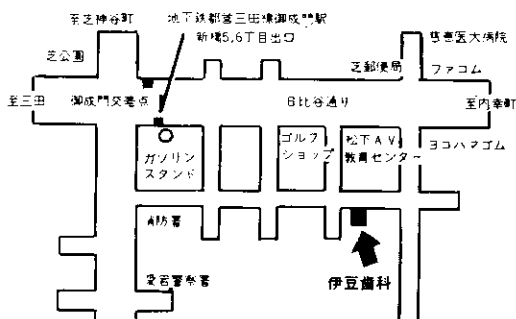 至芝神谷町
地下鉄都営三田線御成門駅
新橋5,6丁目出口
慈恵医大病院
芝公園
芝郵便局
ファコム
至三田
御成門交差点
日比谷通り
至内幸町
ガソリン
スタンド
ゴルフ
ショップ
松下AV
教育センター
ヨコハマゴム
消防署
愛宕警察署
伊豆歯科